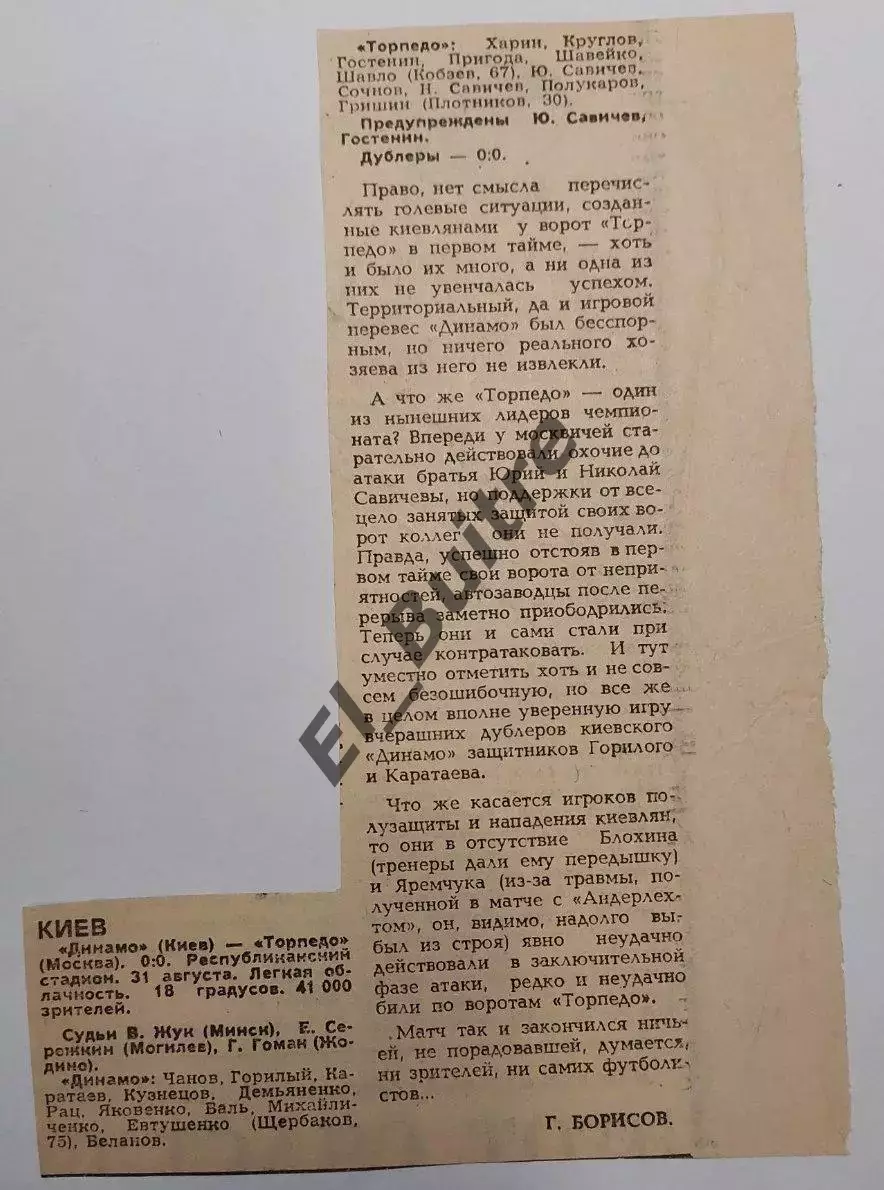 КИЕВ
«Динамо» (Киев) — «Торпедо»
(Москва). 0:0. Республиканский
стадион. 31 августа. Легкая об-
лачность. 18 градусов. 41 000
зрителей.
Судьи В. Жук (Минск), Е. Се-
режкин (Могилев), Г. Гоман (Жо-
дино).
«Динамо»: Чанов, Горилый, Ка-
ратаев, Кузнецов, Демьяненко,
Рац, Яковенко, Баль, Михайли-
ченко, Евтушенко (Щербаков,
75), Беланов.
«Торпедо»: Харин, Круглов,
Гостенин, Пригода, Шавейко,
Шавло (Кобзев, 67), Ю. Савичев,
Сочнов, Н. Савичев, Полукаров,
Гришин (Плотников, 30).
Предупреждены Ю. Савичев,
Гостенин.
Дублеры — 0:0.
Право, нет смысла перечис-
лять голевые ситуации, создан-
ные киевлянами у ворот «Тор-
педо» в первом тайме, — хоть
и было их много, а ни одна из
них не увенчалась успехом.
Территориальный, да и игровой
перевес «Динамо» был бесспор-
ным, но ничего реального хо-
зяева из него не извлекли.
А что же «Торпедо» — один
из нынешних лидеров чемпио-
ната? Впереди у москвичей ста-
рательно действовали охочие до
атаки братья Юрий и Николай
Савичевы, но поддержки от все-
цело занятых защитой своих во-
рот коллег они не получали.
Правда, успешно отстояв в пер-
вом тайме свои ворота от непри-
ятностей, автозаводцы после пе-
рерыва заметно приободрились.
Теперь они и сами стали при
случае контратаковать. И тут
уместно отметить хоть и не сов-
сем безошибочную, но все же
в целом вполне уверенную игру
вчерашних дублеров киевского
«Динамо» защитников Горилого
и Каратаева.
Что же касается игроков по-
лузащиты и нападения киевлян,
то они в отсутствие Блохина
(тренеры дали ему передышку)
и Яремчука (из-за травмы, по-
лученной в матче с «Андерлех-
том», он, видимо, надолго вы-
был из строя) явно неудачно
действовали в заключительной
фазе атаки, редко и неудачно
били по воротам «Торпедо».
Матч так и закончился ничь-
ей, не порадовавшей, думается,
ни зрителей, ни самих футболи-
стов...
Г. БОРИСОВ.
El_Buitre